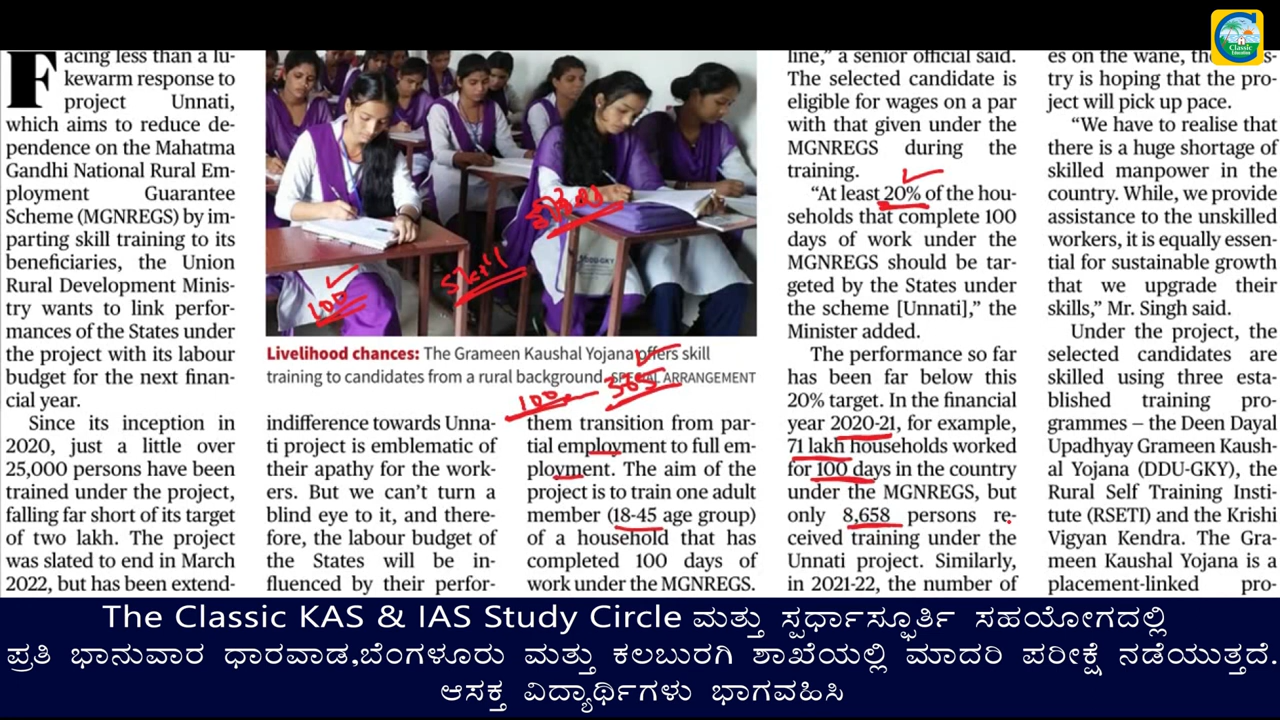 Classic
Education
Facing less than a lu-
kewarm response to
project Unnati,
which aims to reduce de-
pendence on the Mahatma
Gandhi National Rural Em-
ployment Guarantee
Scheme (MGNREGS) by im-
parting skill training to its
beneficiaries, the Union
Rural Development Minis-
try wants to link perfor-
mances of the States under
the project with its labour
budget for the next finan-
cial year.
Since its inception in
2020, just a little over
25,000 persons have been
trained under the project,
falling far short of its target
of two lakh. The project
was slated to end in March
2022, but has been extend-
DDU-GKY
100
skill
Livelihood chances: The Grameen Kaushal Yojana offers skill
training to candidates from a rural background. SPECIAL ARRANGEMENT
100
365
indifference towards Unna-
ti project is emblematic of
their apathy for the work-
ers. But we can't turn a
blind eye to it, and there-
fore, the labour budget of
the States will be in-
fluenced by their perfor-
them transition from par-
tial employment to full em-
ployment. The aim of the
project is to train one adult
member (18-45 age group)
of a household that has
completed 100 days of
work under the MGNREGS.
line," a senior official said.
The selected candidate is
eligible for wages on a par
with that given under the
MGNREGS during the
training.
"At least 20% of the hou-
seholds that complete 100
days of work under the
MGNREGS should be tar-
geted by the States under
the scheme [Unnati]," the
Minister added.
The performance so far
has been far below this
20% target. In the financial
year 2020-21, for example,
71 lakh households worked
for 100 days in the country
under the MGNREGS, but
only 8,658 persons re-
ceived training under the
Unnati project. Similarly,
in 2021-22, the number of
es on the wane, the
try is hoping that the pro-
ject will pick up pace.
"We have to realise that
there is a huge shortage of
skilled manpower in the
country. While, we provide
assistance to the unskilled
workers, it is equally essen-
tial for sustainable growth
that we upgrade their
skills," Mr. Singh said.
Under the project, the
selected candidates are
skilled using three esta-
blished training pro-
grammes – the Deen Dayal
Upadhyay Grameen Kaush-
al Yojana (DDU-GKY), the
Rural Self Training Insti-
tute (RSETI) and the Krishi
Vigyan Kendra. The Gra-
meen Kaushal Yojana is a
placement-linked pro-
The Classic KAS & IAS Study Circle ಮತ್ತು ಸ್ಪರ್ಧಾಸ್ಫೂರ್ತಿ ಸಹಯೋಗದಲ್ಲಿ
ಪ್ರತಿ ಭಾನುವಾರ ಧಾರವಾಡ,ಬೆಂಗಳೂರು ಮತ್ತು ಕಲಬುರಗಿ ಶಾಖೆಯಲ್ಲಿ ಮಾದರಿ ಪರೀಕ್ಷೆ ನಡೆಯುತ್ತದೆ.
ಆಸಕ್ತ ವಿದ್ಯಾರ್ಥಿಗಳು ಭಾಗವಹಿಸಿ